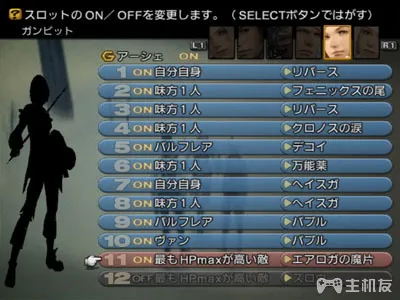 スロットの ON／ OFFを変更します。（SELECTボタンではがす）
ガンビット
L1
R1
アーシェ ON
1 ON 自分自身 リバース
2 ON 味方1人 フェニックスの尾
3 ON 味方1人 リバース
4 ON 味方1人 クロノスの涙
5 ON バルフレア デコイ
6 ON 味方1人 万能薬
7 ON 自分自身 ヘイスガ
8 ON 味方1人 ヘイスガ
9 ON バルフレア バブル
10 ON ヴァン バブル
11 ON 最もHPmaxが高い敵 エアロガの魔片
12 OFF 最もHPmaxが高い敵
主机友